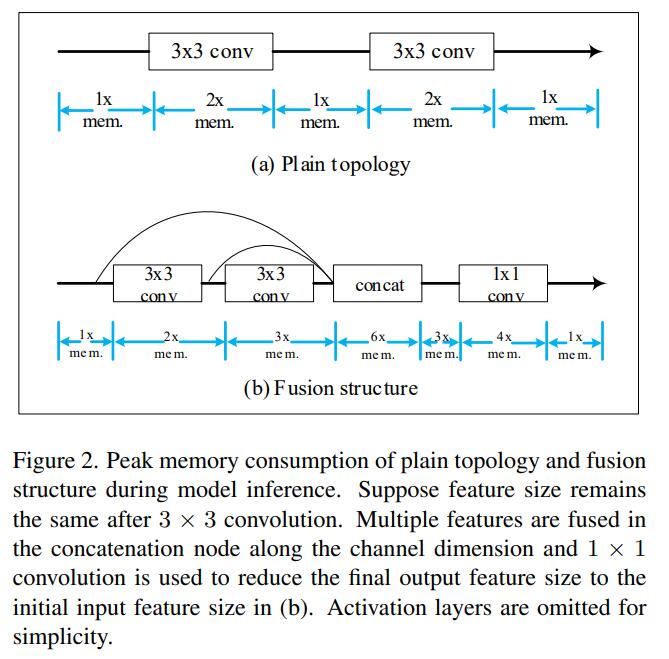 3x3 conv 3x3 conv
1x 2x 1x 2x 1x
mem. mem. mem. mem. mem.
(a) Plain topology
3x3 3x3 concat 1x1
conv conv conv
1x 2x 3x 6x 3x 4x 1x
mem. mem. mem. mem. mem. mem. mem.
(b) Fusion structure
Figure 2. Peak memory consumption of plain topology and fusion
structure during model inference. Suppose feature size remains
the same after 3 × 3 convolution. Multiple features are fused in
the concatenation node along the channel dimension and 1 × 1
convolution is used to reduce the final output feature size to the
initial input feature size in (b). Activation layers are omitted for
simplicity.